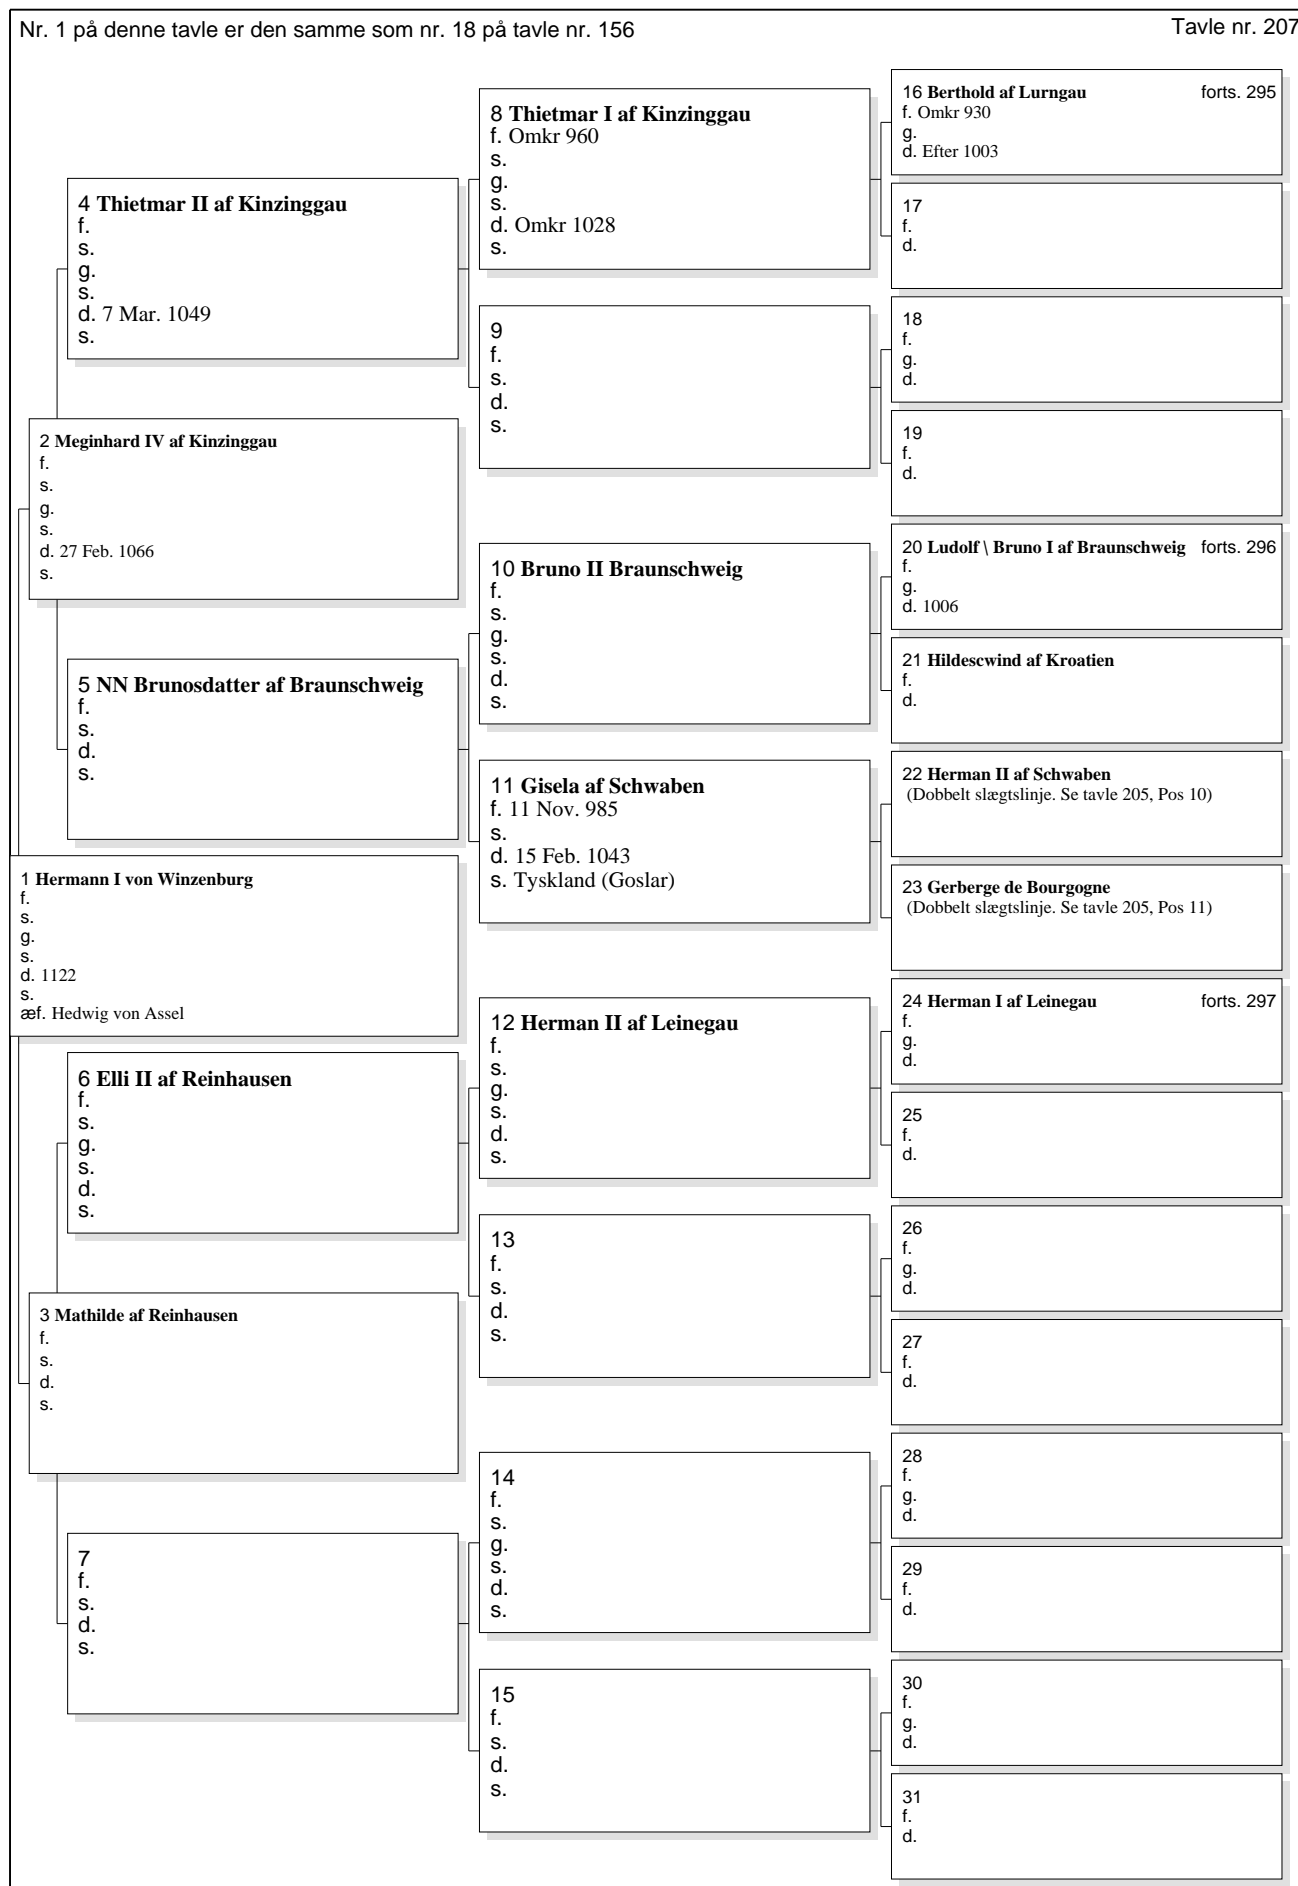 Nr. 1 på denne tavle er den samme som nr. 18 på tavle nr. 156
Tavle nr. 207
1 Hermann I von Winzenburg
f.
s.
g.
s.
d. 1122
s.
æf. Hedwig von Assel
2 Meginhard IV af Kinzinggau
f.
s.
g.
s.
d. 27 Feb. 1066
s.
3 Mathilde af Reinhausen
f.
s.
d.
s.
4 Thietmar II af Kinzinggau
f.
s.
g.
s.
d. 7 Mar. 1049
s.
5 NN Brunosdatter af Braunschweig
f.
s.
d.
s.
6 Elli II af Reinhausen
f.
s.
g.
s.
d.
s.
7
f.
s.
d.
s.
8 Thietmar I af Kinzinggau
f. Omkr 960
s.
g.
s.
d. Omkr 1028
s.
9
f.
s.
d.
s.
10 Bruno II Braunschweig
f.
s.
g.
s.
d.
s.
11 Gisela af Schwaben
f. 11 Nov. 985
s.
d. 15 Feb. 1043
s. Tyskland (Goslar)
12 Herman II af Leinegau
f.
s.
g.
s.
d.
s.
13
f.
s.
d.
s.
14
f.
s.
g.
s.
d.
s.
15
f.
s.
d.
s.
16 Berthold af Lurngau forts. 295
f. Omkr 930
g.
d. Efter 1003
17
f.
d.
18
f.
g.
d.
19
f.
d.
20 Ludolf \ Bruno I af Braunschweig forts. 296
f.
g.
d. 1006
21 Hildescwind af Kroatien
f.
d.
22 Herman II af Schwaben
(Dobbelt slægtslinje. Se tavle 205, Pos 10)
23 Gerberge de Bourgogne
(Dobbelt slægtslinje. Se tavle 205, Pos 11)
24 Herman I af Leinegau forts. 297
f.
g.
d.
25
f.
d.
26
f.
g.
d.
27
f.
d.
28
f.
g.
d.
29
f.
d.
30
f.
g.
d.
31
f.
d.